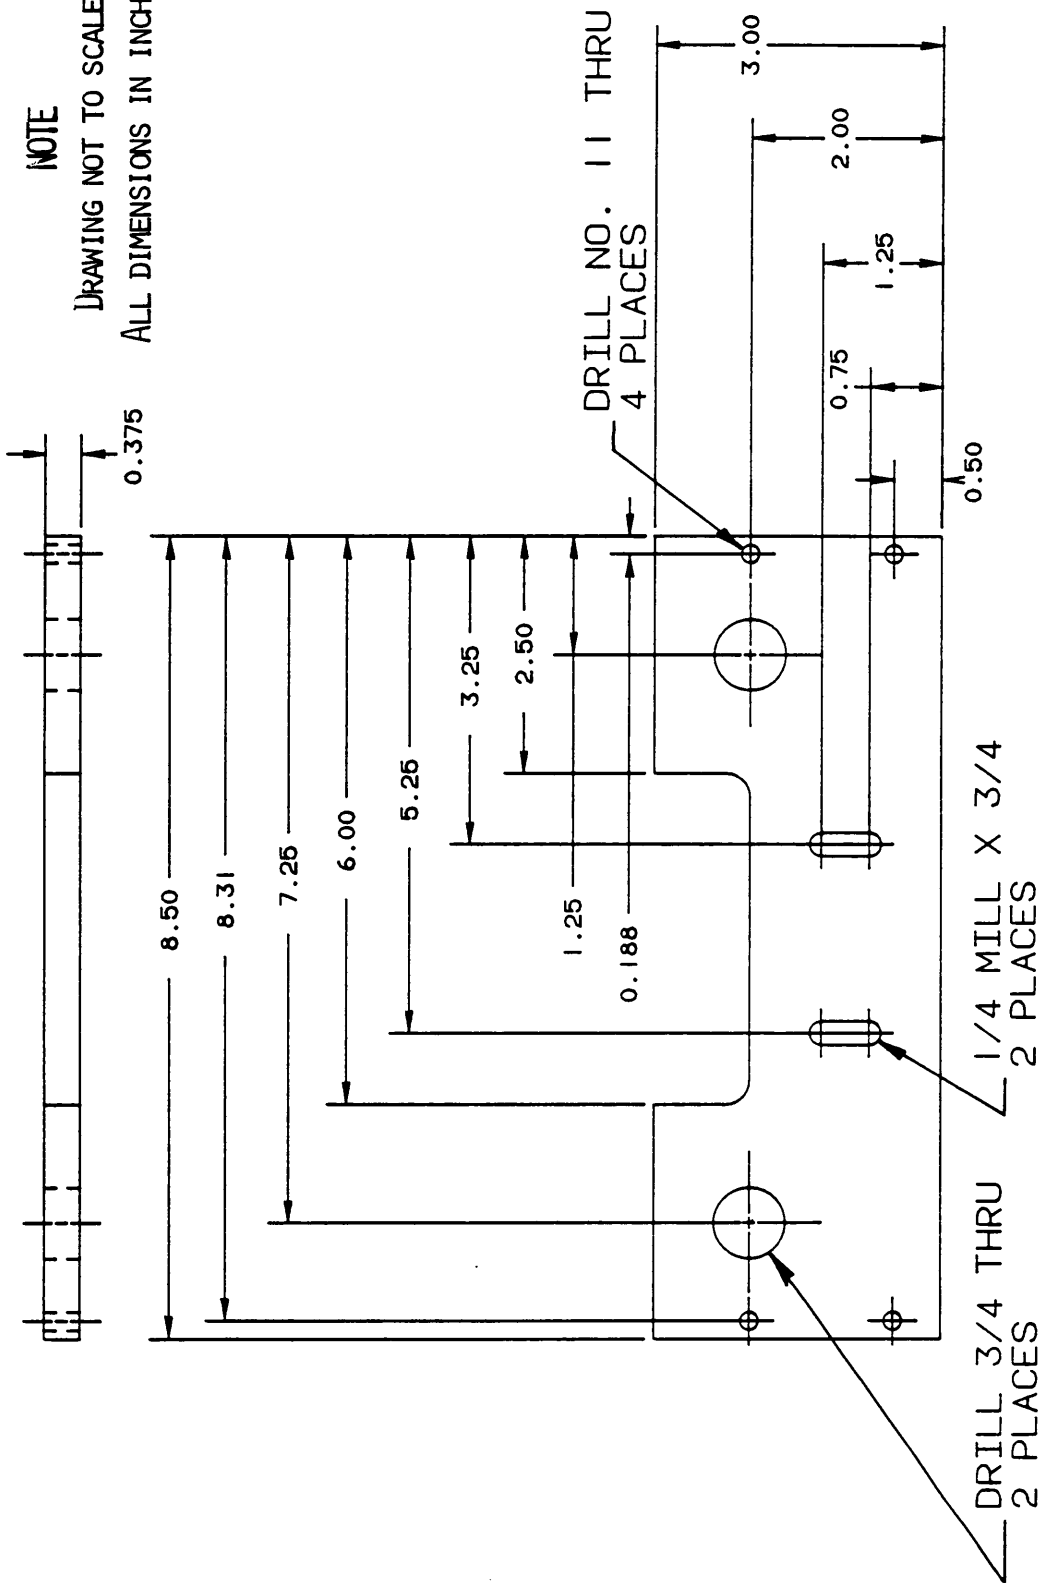 NOTE
DRAWING NOT TO SCALE
ALL DIMENSIONS IN INCH
0.375
8.50
8.31
7.25
6.00
5.25
3.25
2.50
1.25
0.188
DRILL NO. 11 THRU
4 PLACES
3.00
2.00
1.25
0.75
0.50
DRILL 3/4 THRU
2 PLACES
1/4 MILL X 3/4
2 PLACES